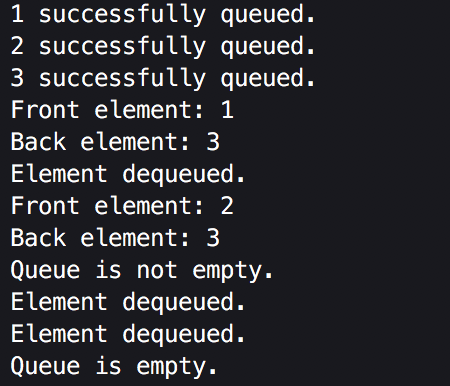 1 successfully queued.
2 successfully queued.
3 successfully queued.
Front element: 1
Back element: 3
Element dequeued.
Front element: 2
Back element: 3
Queue is not empty.
Element dequeued.
Element dequeued.
Queue is empty.